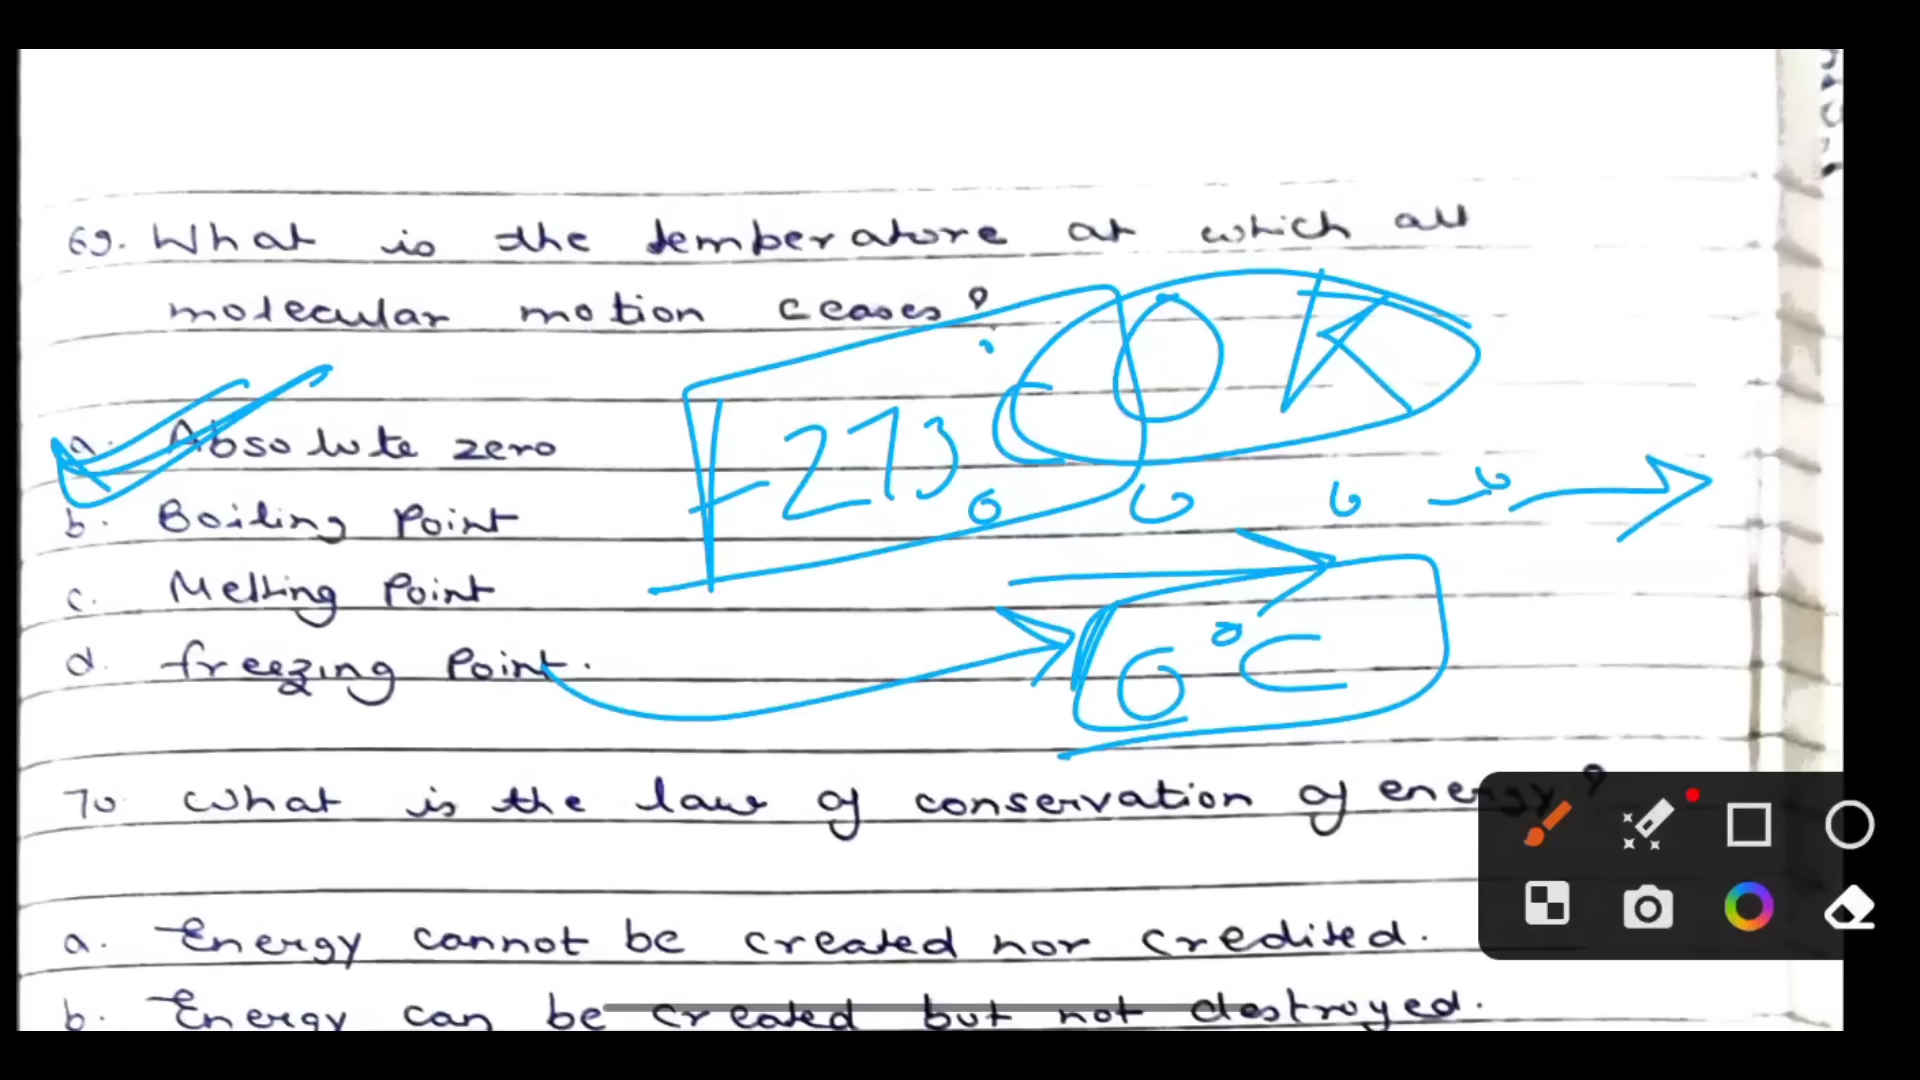 69. What is the temberature at which all
molecular motion ceases?
0 K
a. Absolute zero
-273 C
b. Boiling Point
c. Melting Point
0°C
d. freezing Point.
70. What is the law of conservation of energy?
a. Energy cannot be created nor credited.
b. Energy can be created but not destroyed.